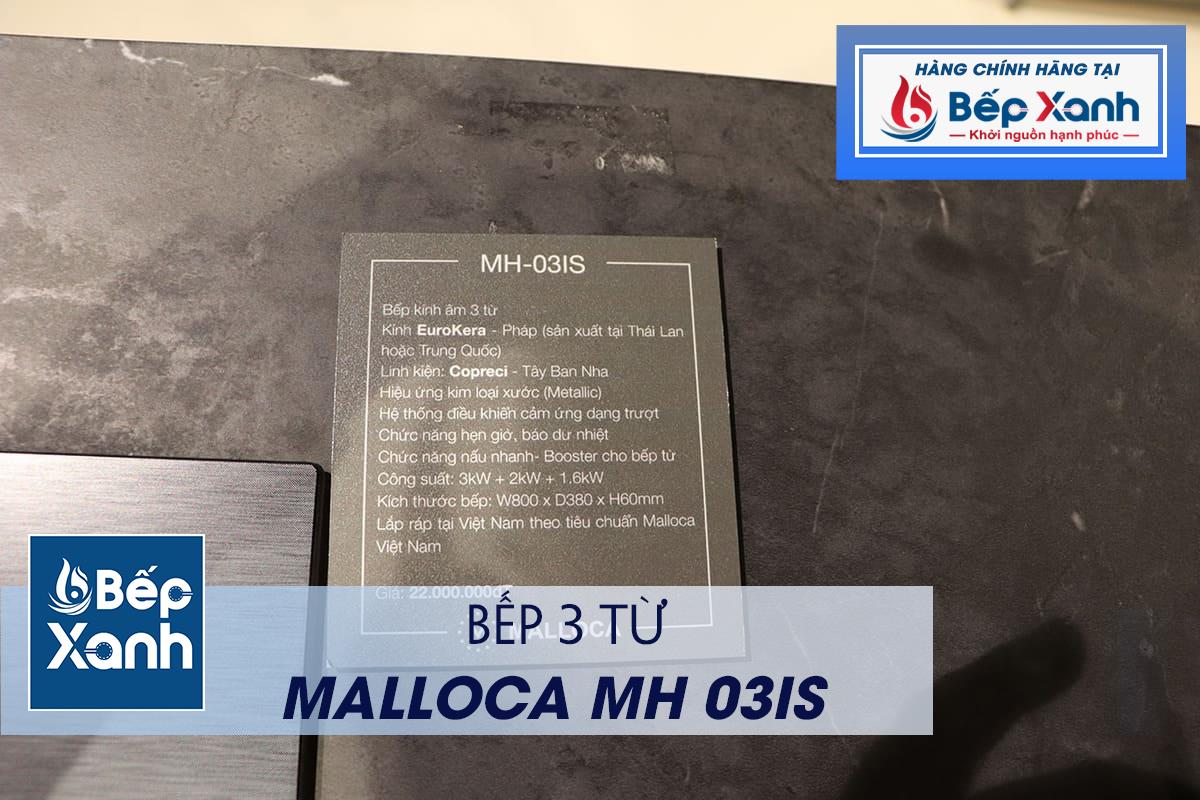 HÀNG CHÍNH HÃNG TẠI
Bếp Xanh
Khởi nguồn hạnh phúc
MH-03IS
Bếp kính âm 3 từ
Kính EuroKera - Pháp (sản xuất tại Thái Lan
hoặc Trung Quốc)
Linh kiện: Copreci - Tây Ban Nha
Hiệu ứng kim loại xước (Metallic)
Hệ thống điều khiển cảm ứng dạng trượt
Chức năng hẹn giờ, báo dư nhiệt
Chức năng nấu nhanh- Booster cho bếp từ
Công suất: 3kW + 2kW + 1.6kW
Kích thước bếp: W800 x D380 x H60mm
Lắp ráp tại Việt Nam theo tiêu chuẩn Malloca
Việt Nam
Giá: 22.000.000đ
MALLOCA
Bếp
Xanh
BẾP 3 TỪ
MALLOCA MH 03IS